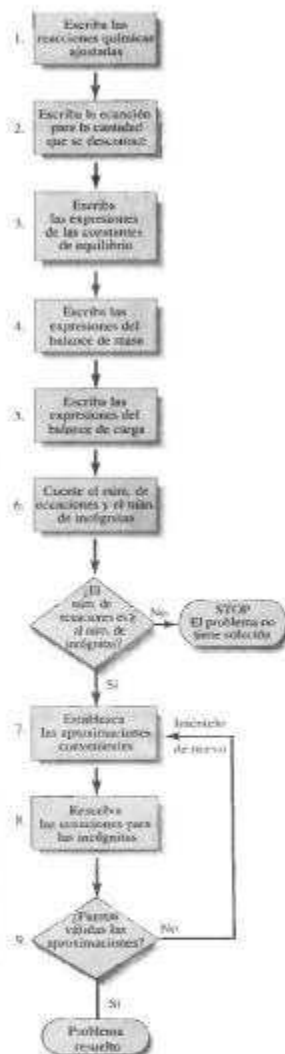 1.
Escriba las
reacciones químicas
ajustadas
2.
Escriba la ecuación
para la cantidad
que se desconoce
3.
Escriba
las expresiones
de las constantes
de equilibrio
4.
Escriba las
expresiones del
balance de masa
5.
Escriba las
expresiones del
balance de carga
6.
Cuente el núm. de
ecuaciones y el núm.
de incógnitas
¿El
núm. de
ecuaciones es ≥
al núm. de
incógnitas?
No
STOP
El problema no
tiene solución
Sí
7.
Establezca
las aproximaciones
convenientes
Inténtelo
de nuevo
8.
Resuelva
las ecuaciones para
las incógnitas
9.
¿Fueron
válidas las
aproximaciones?
No
Sí
Problema
resuelto